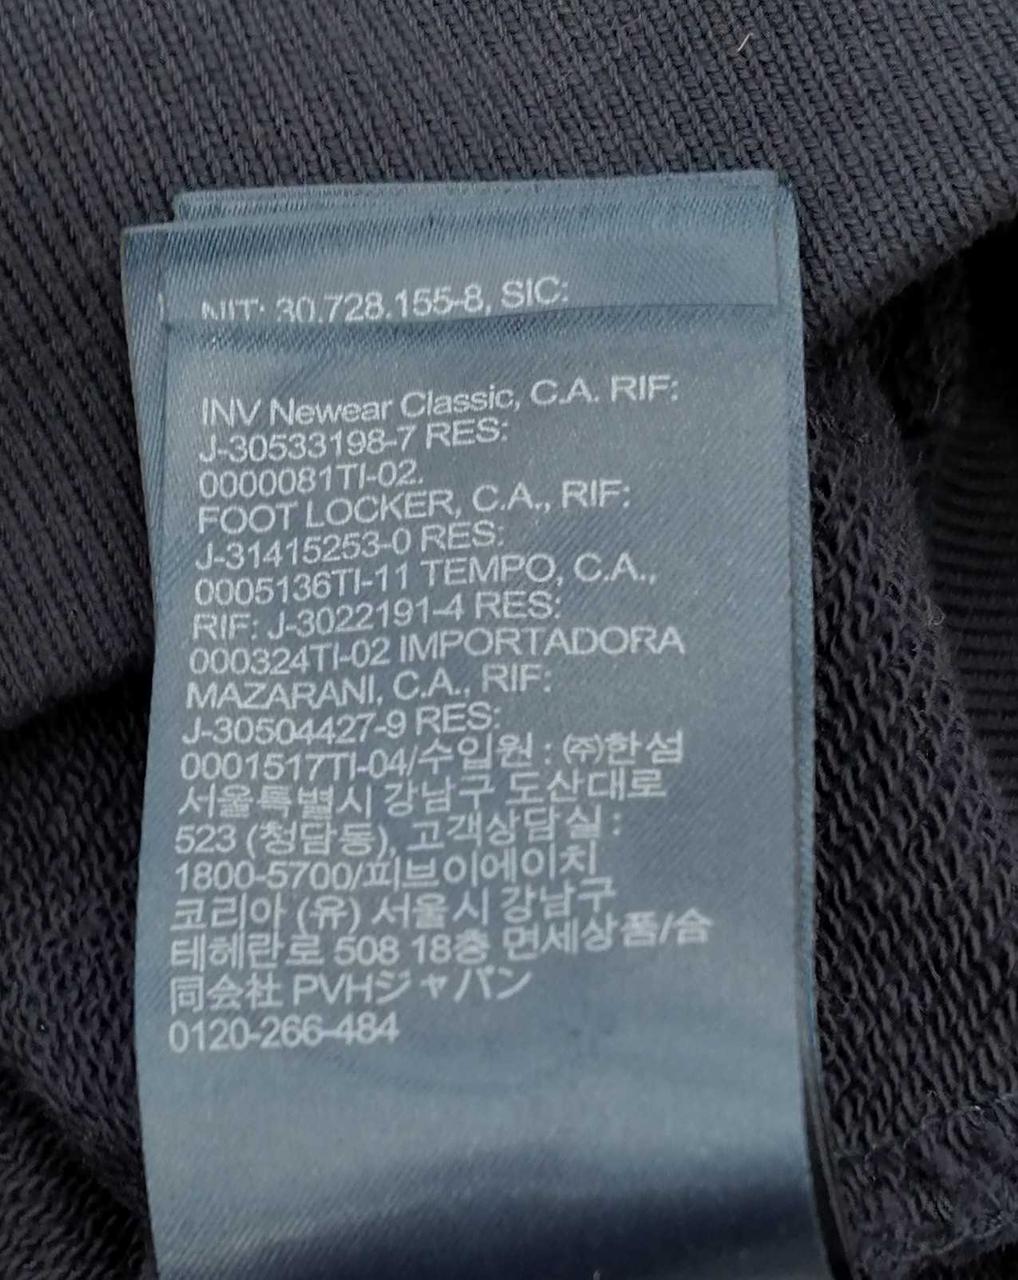 NIT: 30.728.155-8, SIC:
INV Newear Classic, C.A. RIF:
J-30533198-7 RES:
0000081TI-02.
FOOT LOCKER, C.A., RIF:
J-31415253-0 RES:
0005136TI-11 TEMPO, C.A.,
RIF: J-3022191-4 RES:
000324TI-02 IMPORTADORA
MAZARANI, C.A., RIF:
J-30504427-9 RES:
0001517TI-04/수입원 : ㈜한섬
서울특별시 강남구 도산대로
523 (청담동), 고객상담실 :
1800-5700/피브이에이치
코리아 (유) 서울시 강남구
테헤란로 508 18층 면세상품/合
同会社 PVHジャパン
0120-266-484